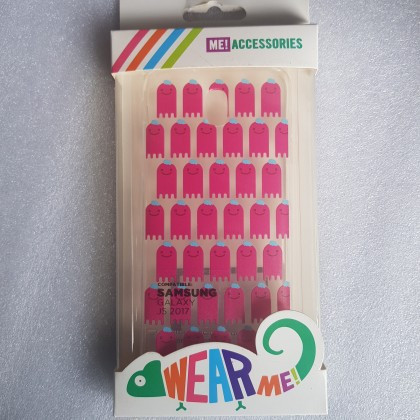 ME! ACCESSORIES
COMPATIBLE:
SAMSUNG
GALAXY
J5 2017
WEAR ME!